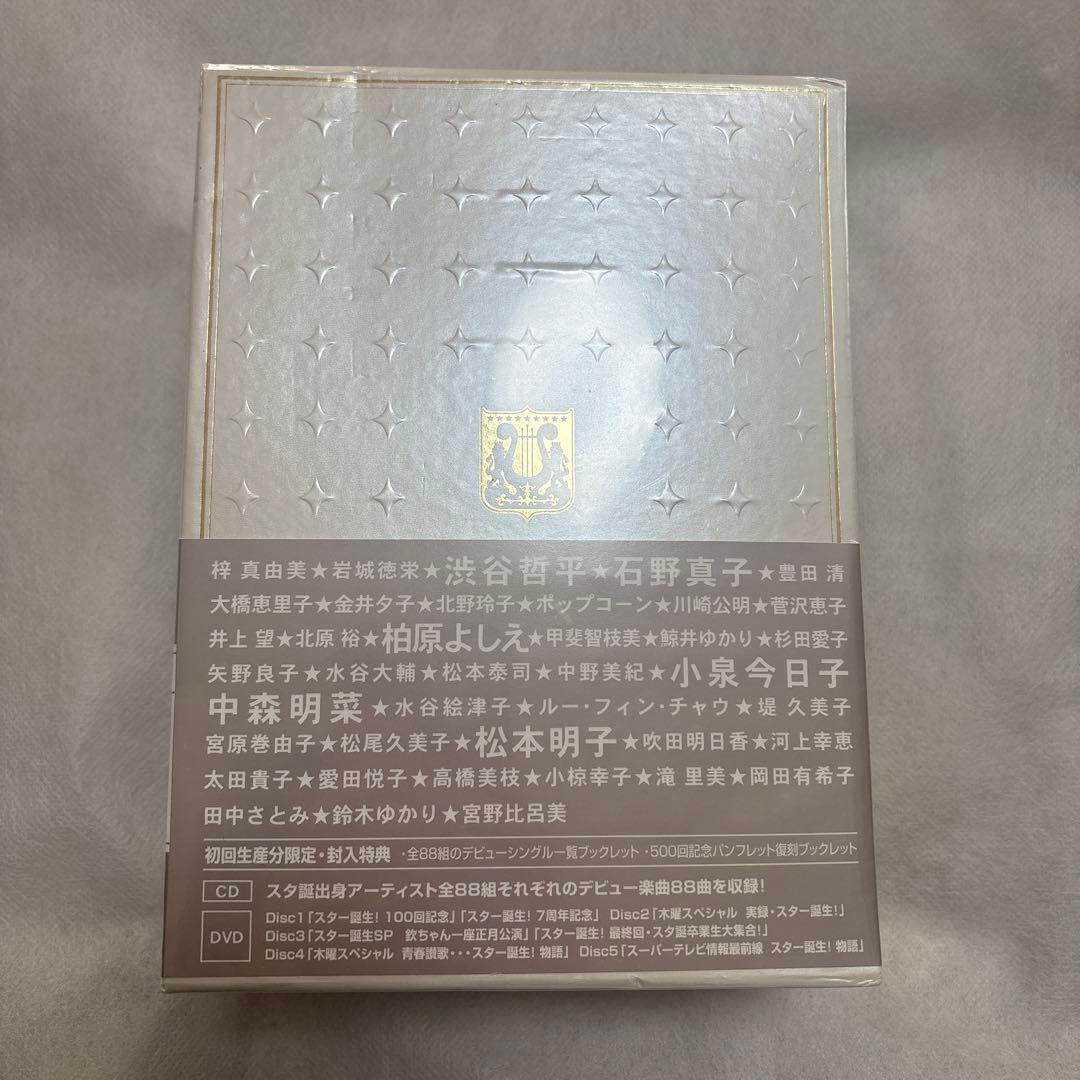 梓 真由美★岩城徳栄★渋谷哲平★石野真子★豊田 清
大橋恵里子★金井夕子★北野玲子★ポップコーン★川崎公明★菅沢恵子
井上 望★北原 裕★柏原よしえ★甲斐智枝美★鯨井ゆかり★杉田愛子
矢野良子★水谷大輔★松本泰司★中野美紀★小泉今日子
中森明菜★水谷絵津子★ルー・フィン・チャウ★堤 久美子
宮原巻由子★松尾久美子★松本明子★吹田明日香★河上幸恵
太田貴子★愛田悦子★高橋美枝★小椋幸子★滝 里美★岡田有希子
田中さとみ★鈴木ゆかり★宮野比呂美
初回生産分限定・封入特典 ・全88組のデビューシングル一覧ブックレット ・500回記念パンフレット復刻ブックレット
CD スタ誕出身アーティスト全88組それぞれのデビュー楽曲88曲を収録！
DVD Disc1「スター誕生! 100回記念」「スター誕生! 7周年記念」 Disc2「木曜スペシャル 実録・スター誕生!」
Disc3「スター誕生SP 欽ちゃん一座正月公演」「スター誕生! 最終回・スタ誕卒業生大集合!」
Disc4「木曜スペシャル 青春讃歌・・・スター誕生! 物語」 Disc5「スーパーテレビ情報最前線 スター誕生! 物語」